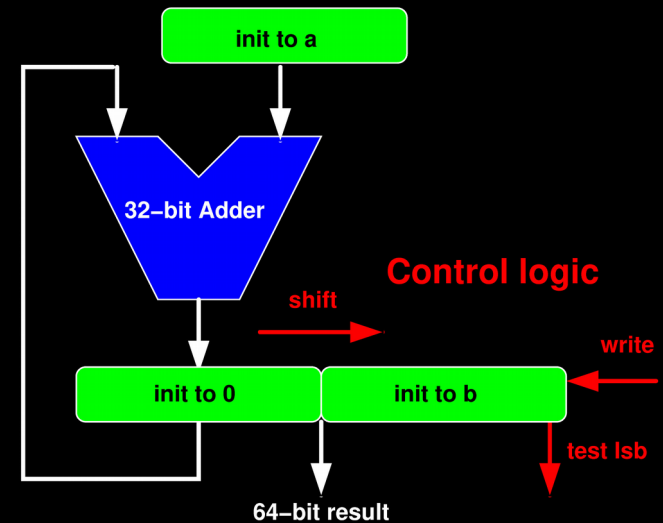 init to a
32−bit Adder
Control logic
shift
write
init to 0
init to b
test lsb
64−bit result